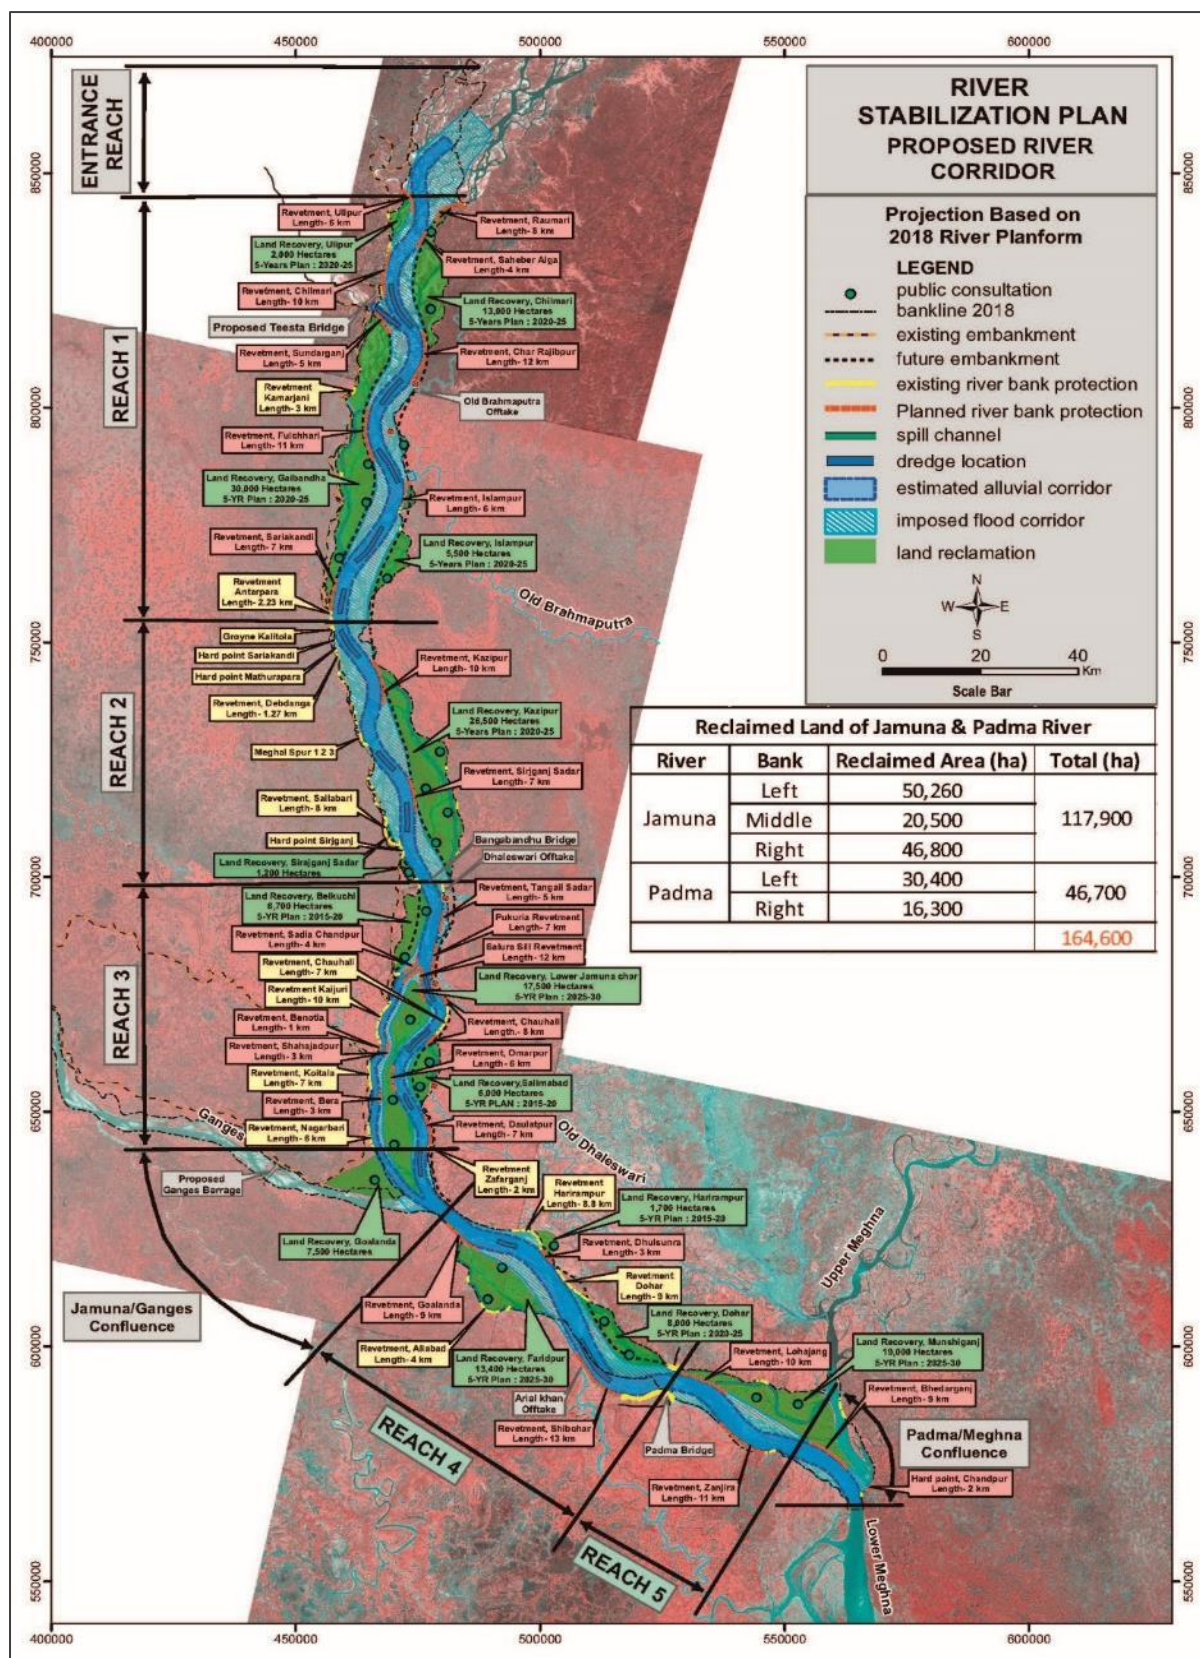 400000
450000
500000
550000
600000
850000
800000
750000
700000
650000
600000
550000
850000
800000
750000
700000
650000
600000
550000
400000
450000
500000
550000
600000
RIVER
STABILIZATION PLAN
PROPOSED RIVER
CORRIDOR
Projection Based on
2018 River Planform
LEGEND
public consultation
bankline 2018
existing embankment
future embankment
existing river bank protection
Planned river bank protection
spill channel
dredge location
estimated alluvial corridor
imposed flood corridor
land reclamation
N
W
E
S
0
20
40
Km
Scale Bar
Reclaimed Land of Jamuna & Padma River
River
Bank
Reclaimed Area (ha)
Total (ha)
Jamuna
Left
50,260
Middle
20,500
Right
46,800
117,900
Padma
Left
30,400
Right
16,300
46,700
164,600
ENTRANCE
REACH
REACH 1
REACH 2
REACH 3
REACH 4
REACH 5
Jamuna/Ganges
Confluence
Padma/Meghna
Confluence
Revetment, Ulipur
Length- 6 km
Revetment, Raumari
Length- 8 km
Land Recovery, Ulipur
2,000 Hectares
5-Years Plan : 2020-25
Revetment, Saheber Alga
Length-4 km
Revetment, Chilmari
Length- 10 km
Land Recovery, Chilmari
13,000 Hectares
5-Years Plan : 2020-25
Proposed Teesta Bridge
Revetment, Sundarganj
Length- 5 km
Revetment, Char Rajibpur
Length- 12 km
Revetment
Kamarjani
Length- 3 km
Old Brahmaputra
Offtake
Revetment, Fulchhari
Length- 11 km
Land Recovery, Gaibandha
30,000 Hectares
5-YR Plan : 2020-25
Revetment, Islampur
Length- 6 km
Revetment, Sariakandi
Length- 7 km
Land Recovery, Islampur
5,500 Hectares
5-Years Plan : 2020-25
Revetment
Antarpara
Length- 2.23 km
Old Brahmaputra
Groyne Kalitola
Hard point Sariakandi
Hard point Mathurapara
Revetment, Kazipur
Length- 10 km
Revetment, Debdanga
Length- 1.27 km
Land Recovery, Kazipur
26,500 Hectares
5-Years Plan : 2020-25
Meghai Spur 1 2 3
Revetment, Sirjganj Sadar
Length- 7 km
Revetment, Sailabari
Length- 8 km
Hard point Sirjganj
Bangabandhu Bridge
Dhaleswari Offtake
Land Recovery, Sirajganj Sadar
1,200 Hectares
Revetment, Tangail Sadar
Length- 5 km
Land Recovery, Belkuchi
8,700 Hectares
5-YR Plan : 2015-20
Pukuria Revetment
Length- 7 km
Revetment, Sadia Chandpur
Length- 4 km
Revetment
Length- 12 km
Revetment, Chauhali
Length- 7 km
Land Recovery, Lower Jamuna char
17,500 Hectares
5-YR Plan : 2025-30
Revetment Kaijuri
Length- 10 km
Revetment, Benotia
Length- 1 km
Revetment, Chauhali
Length.- 8 km
Revetment, Shahajadpur
Length- 3 km
Revetment, Omarpur
Length- 6 km
Revetment, Koitala
Length- 7 km
Land Recovery,Salimabad
6,000 Hectares
5-YR PLAN : 2015-20
Revetment, Bera
Length- 3 km
Revetment, Daulatpur
Length- 7 km
Revetment, Nagarbari
Length- 6 km
Ganges
Old Dhaleswari
Proposed
Ganges Barrage
Revetment
Zafarganj
Length- 2 km
Revetment
Harirampur
Length- 8.8 km
Land Recovery, Harirampur
1,700 Hectares
5-YR Plan : 2015-20
Land Recovery, Goalanda
7,500 Hectares
Revetment, Dhulsunra
Length- 3 km
Upper Meghna
Revetment
Dohar
Length- 9 km
Revetment, Goalanda
Length- 9 km
Land Recovery, Dohar
8,000 Hectares
5-YR Plan : 2020-25
Revetment, Aliabad
Length- 4 km
Land Recovery, Faridpur
13,400 Hectares
5-YR Plan : 2025-30
Revetment, Lohajang
Length- 10 km
Land Recovery, Munshiganj
19,000 Hectares
5-YR Plan : 2025-30
Arial khan
Offtake
Revetment, Bhedarganj
Length- 9 km
Revetment, Shibchar
Length- 13 km
Padma Bridge
Revetment, Zanjira
Length- 11 km
Hard point, Chandpur
Length- 2 km
Lower Meghna